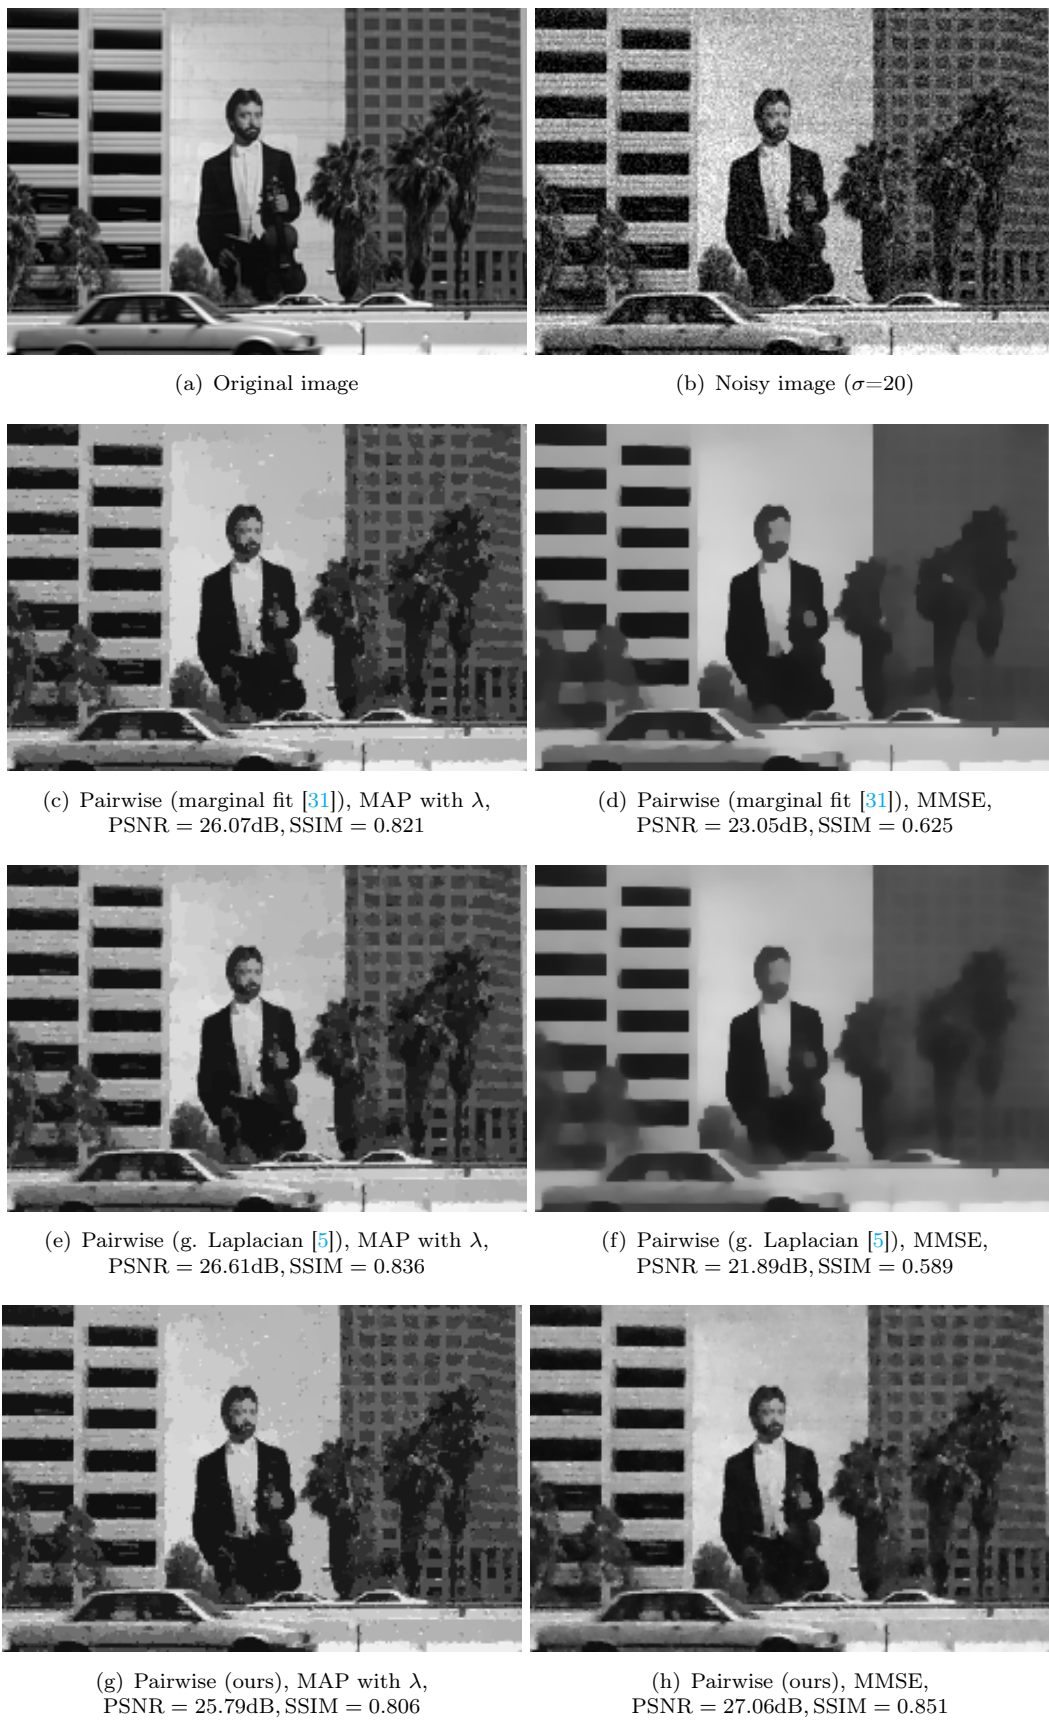 (a) Original image
(b) Noisy image (σ=20)
(c) Pairwise (marginal fit [31]), MAP with λ,
PSNR = 26.07dB, SSIM = 0.821
(d) Pairwise (marginal fit [31]), MMSE,
PSNR = 23.05dB, SSIM = 0.625
(e) Pairwise (g. Laplacian [5]), MAP with λ,
PSNR = 26.61dB, SSIM = 0.836
(f) Pairwise (g. Laplacian [5]), MMSE,
PSNR = 21.89dB, SSIM = 0.589
(g) Pairwise (ours), MAP with λ,
PSNR = 25.79dB, SSIM = 0.806
(h) Pairwise (ours), MMSE,
PSNR = 27.06dB, SSIM = 0.851